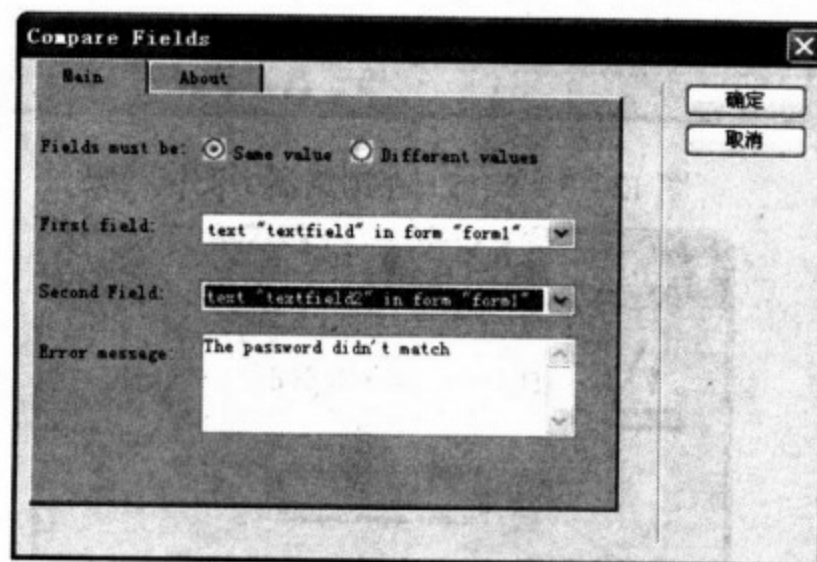 Compare Fields
Main
About
确定
取消
Fields must be:
Same value
Different values
First field:
text "textfield" in form "form1"
Second Field:
text "textfield2" in form "form1"
Error message:
The password didn't match